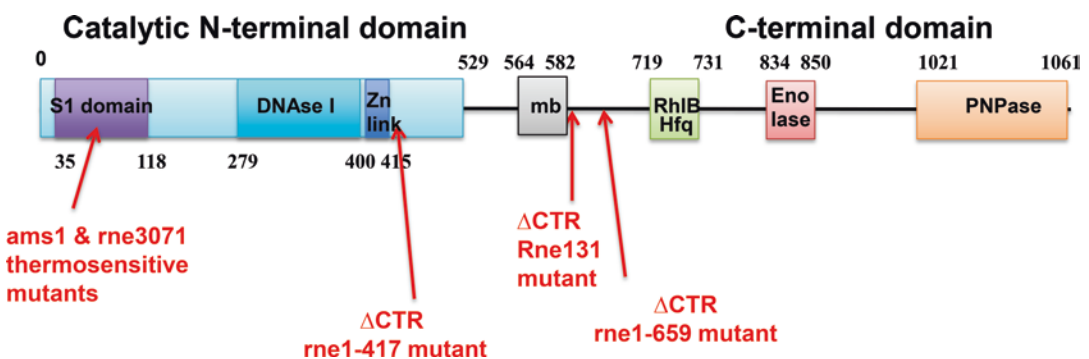 Catalytic N-terminal domain
C-terminal domain
0
529 564 582 719 731 834 850 1021 1061
S1 domain
DNAse I
Zn
link
mb
RhlB
Hfq
Eno
lase
PNPase
35 118 279 400 415
ams1 & rne3071
thermosensitive
mutants
ΔCTR
rne1-417 mutant
ΔCTR
Rne131
mutant
ΔCTR
rne1-659 mutant